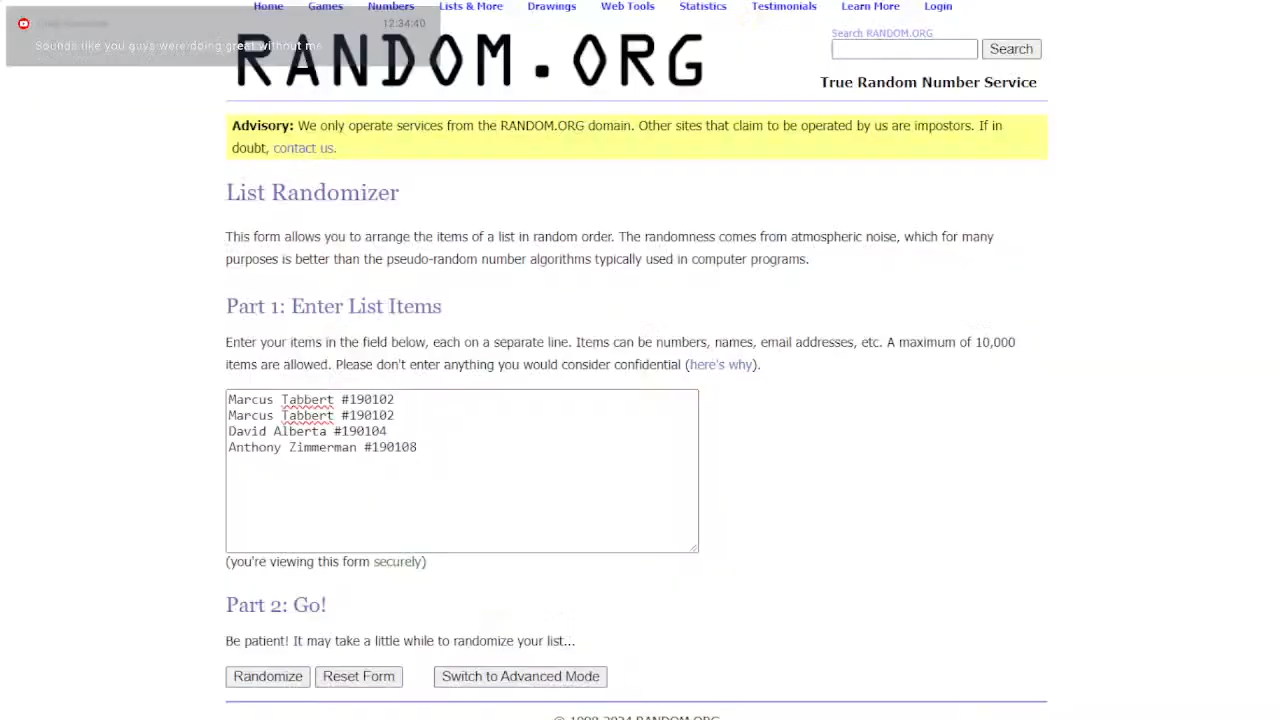 Home Games Numbers Lists & More Drawings Web Tools Statistics Testimonials Learn More Login
12:34:40
Sounds like you guys were doing great without me
RANDOM.ORG
Search RANDOM.ORG
Search
True Random Number Service
Advisory: We only operate services from the RANDOM.ORG domain. Other sites that claim to be operated by us are impostors. If in
doubt, contact us.
List Randomizer
This form allows you to arrange the items of a list in random order. The randomness comes from atmospheric noise, which for many
purposes is better than the pseudo-random number algorithms typically used in computer programs.
Part 1: Enter List Items
Enter your items in the field below, each on a separate line. Items can be numbers, names, email addresses, etc. A maximum of 10,000
items are allowed. Please don't enter anything you would consider confidential (here's why).
Marcus Tabbert #190102
Marcus Tabbert #190102
David Alberta #190104
Anthony Zimmerman #190108
(you're viewing this form securely)
Part 2: Go!
Be patient! It may take a little while to randomize your list...
Randomize Reset Form Switch to Advanced Mode
© 1998-2024 RANDOM.ORG